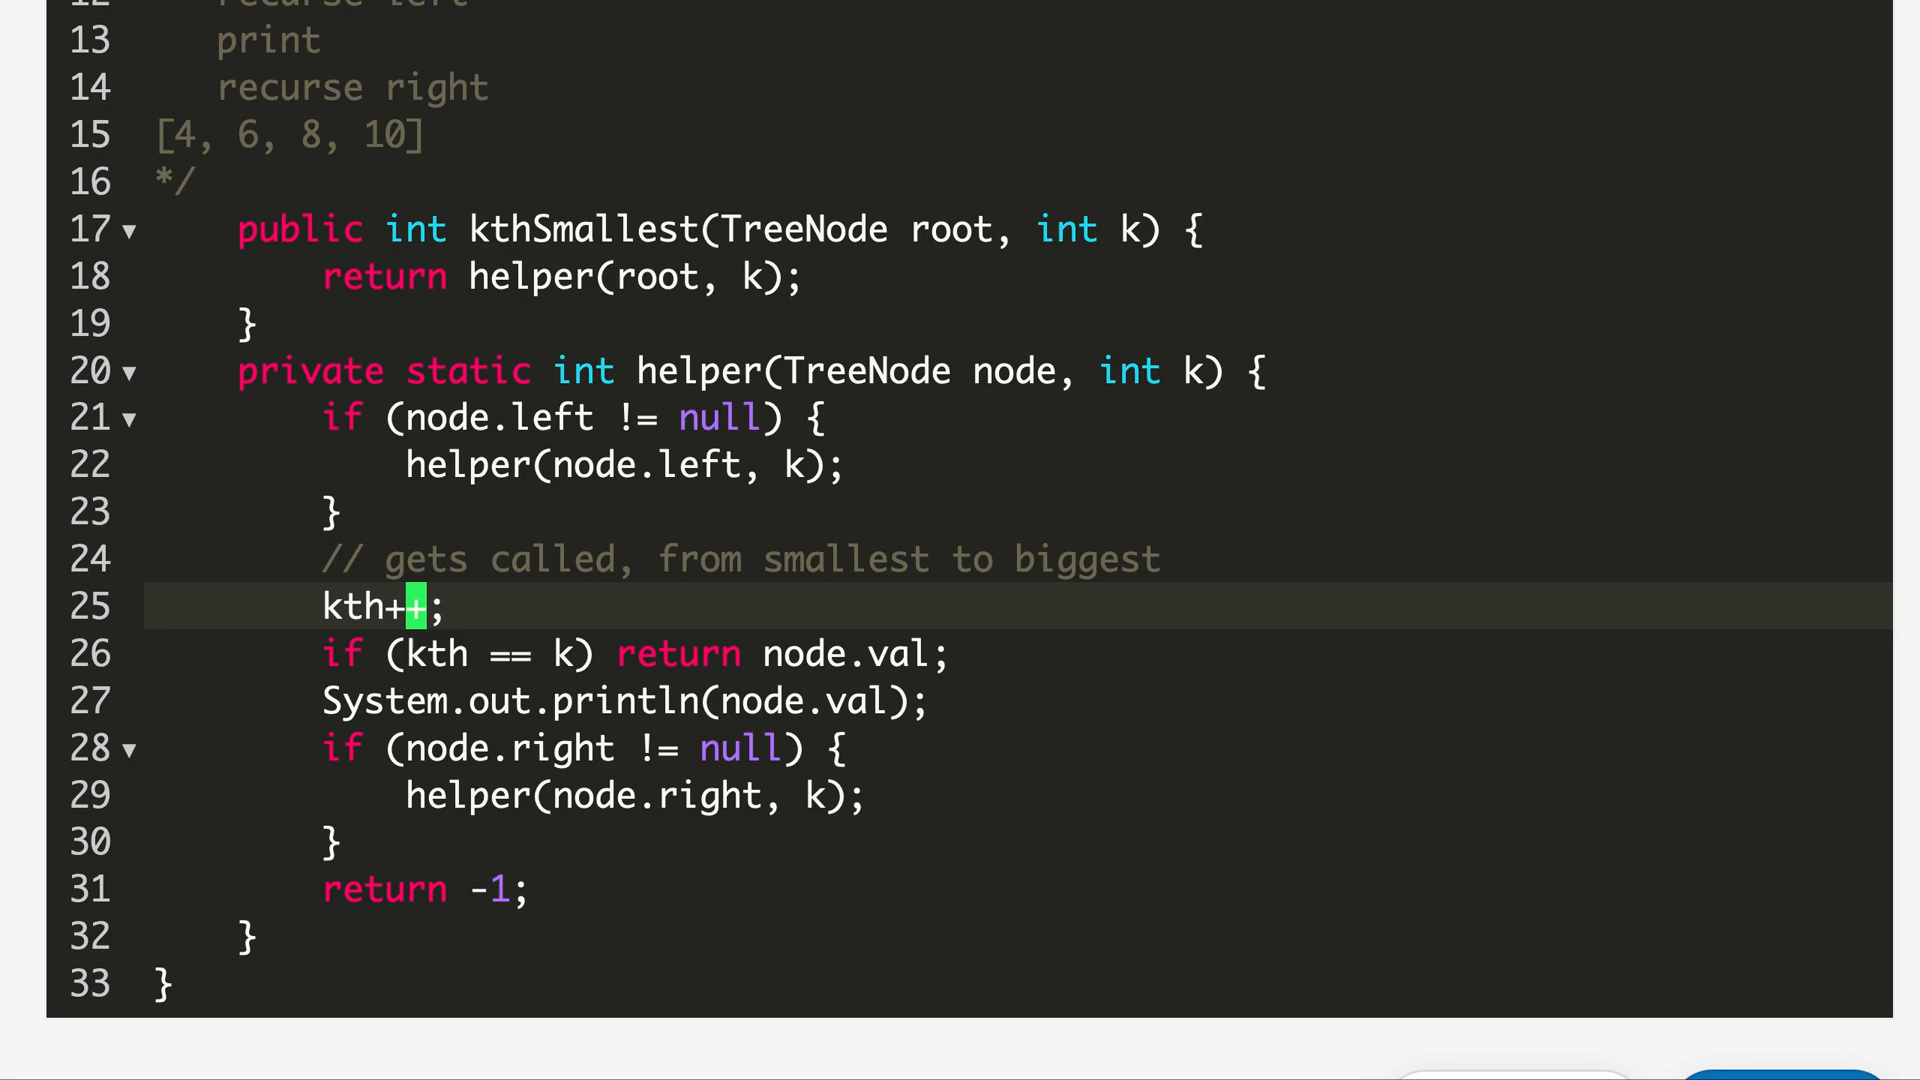 12 recurse left
13 print
14 recurse right
15 [4, 6, 8, 10]
16 */
17 public int kthSmallest(TreeNode root, int k) {
18 return helper(root, k);
19 }
20 private static int helper(TreeNode node, int k) {
21 if (node.left != null) {
22 helper(node.left, k);
23 }
24 // gets called, from smallest to biggest
25 kth++;
26 if (kth == k) return node.val;
27 System.out.println(node.val);
28 if (node.right != null) {
29 helper(node.right, k);
30 }
31 return -1;
32 }
33 }